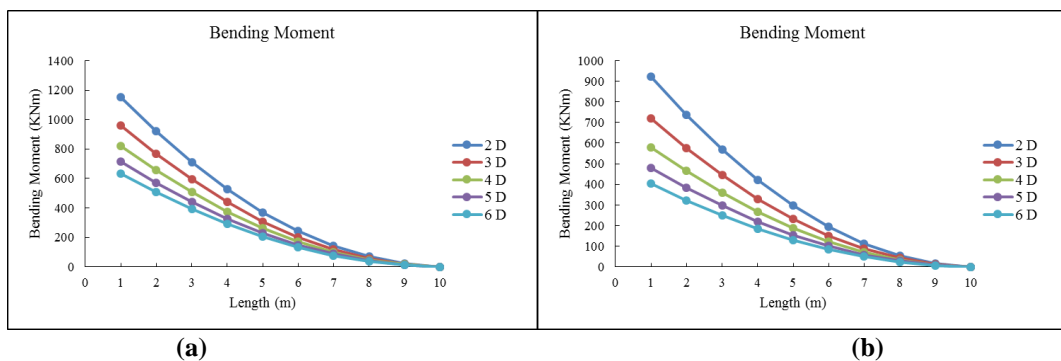 Bending Moment
Bending Moment (KNm)
1400
1200
1000
800
600
400
200
0
0 1 2 3 4 5 6 7 8 9 10
Length (m)
2 D
3 D
4 D
5 D
6 D
(a)
Bending Moment
Bending Moment (KNm)
1000
900
800
700
600
500
400
300
200
100
0
0 1 2 3 4 5 6 7 8 9 10
Length (m)
2 D
3 D
4 D
5 D
6 D
(b)